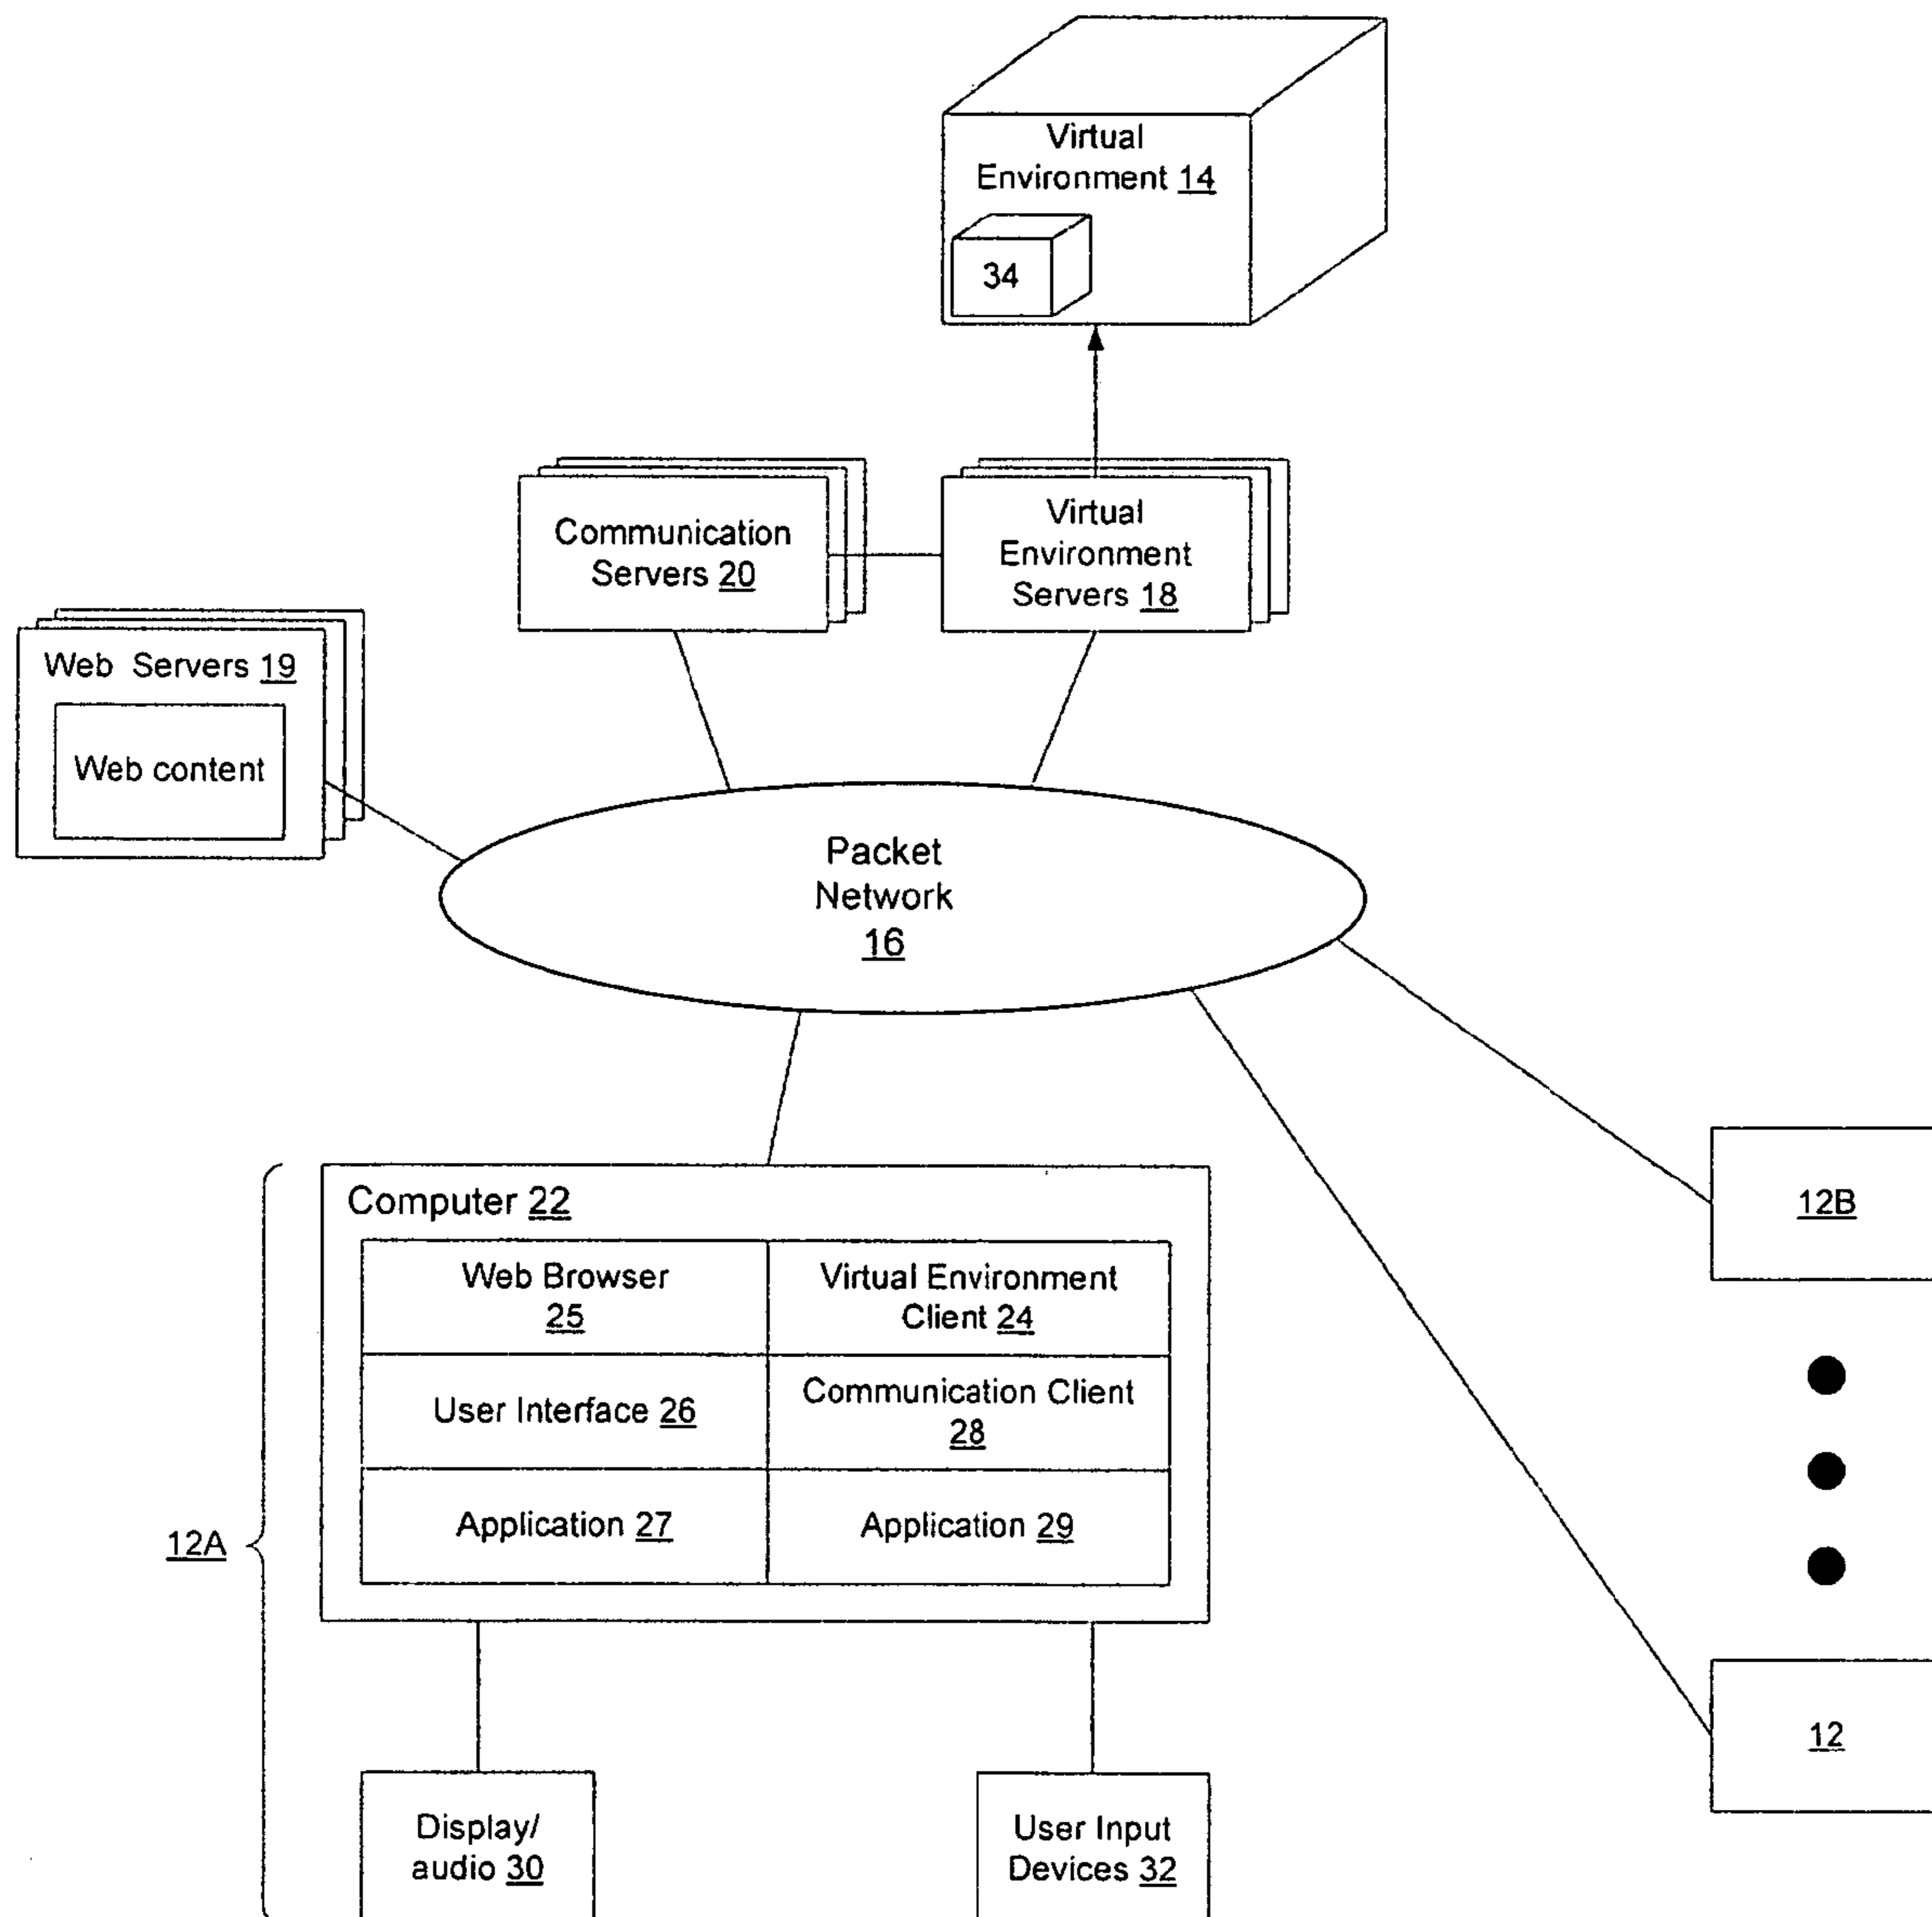 Virtual
Environment 14
34
Communication
Servers 20
Virtual
Environment
Servers 18
Web Servers 19
Web content
Packet
Network
16
Computer 22
Web Browser
25
Virtual Environment
Client 24
User Interface 26
Communication Client
28
Application 27
Application 29
12A
12B
12
Display/
audio 30
User Input
Devices 32